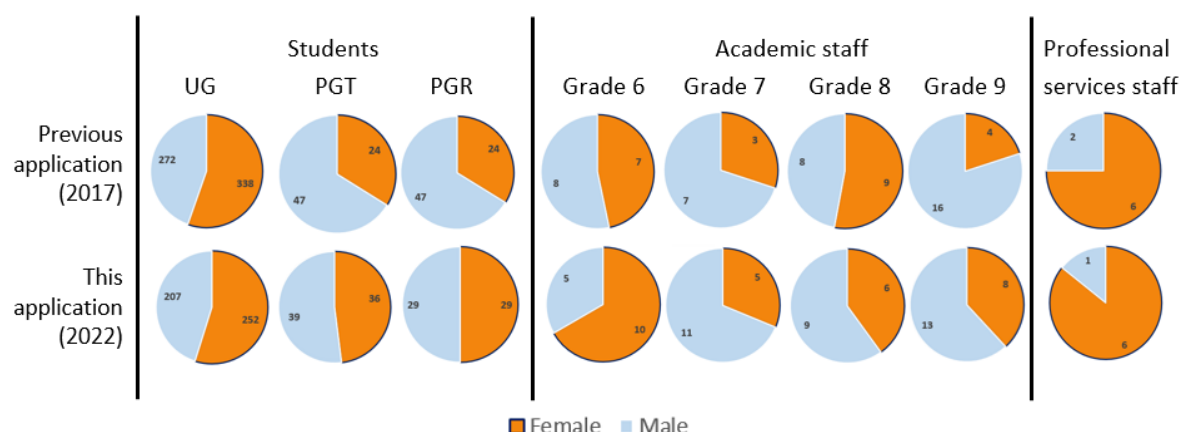 Students
Academic staff
Professional
services staff
UG
PGT
PGR
Grade 6
Grade 7
Grade 8
Grade 9
Previous
application
(2017)
272
338
24
47
24
47
7
8
3
7
8
9
4
16
2
6
This
application
(2022)
207
252
36
39
29
29
5
10
5
11
6
9
8
13
1
6
Female
Male